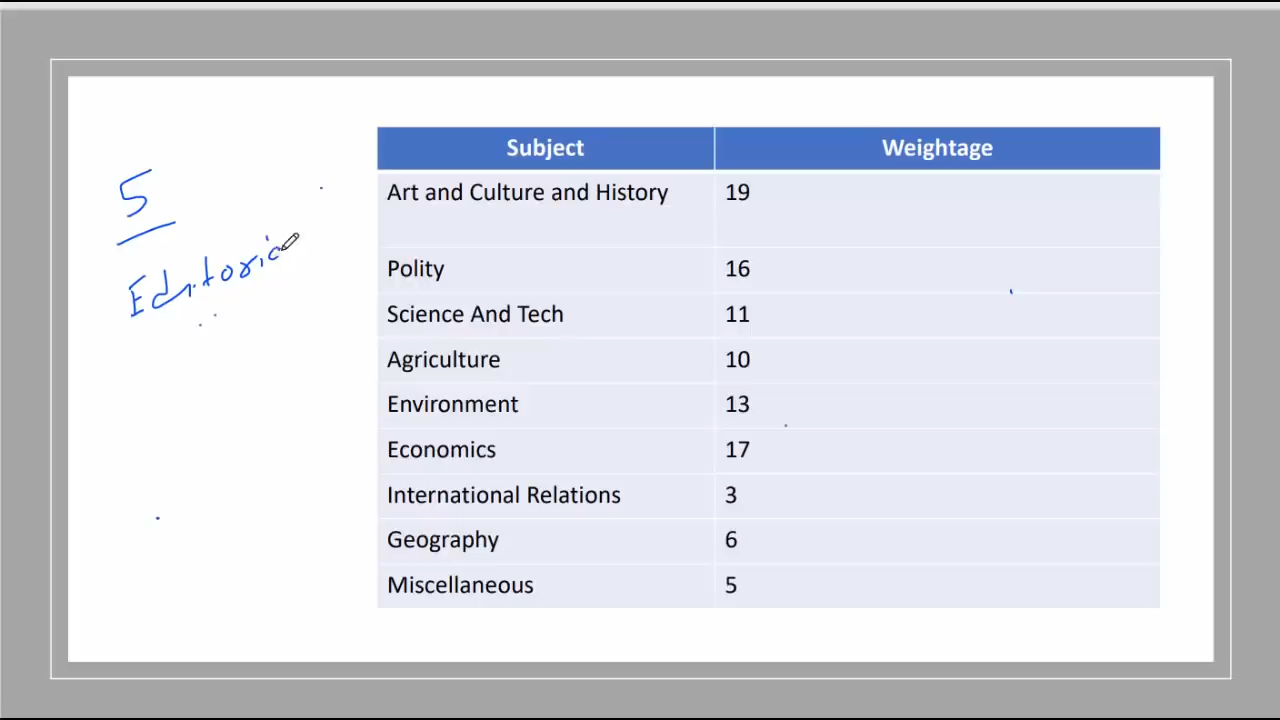 5
Editoria
Subject Weightage
Art and Culture and History 19
Polity 16
Science And Tech 11
Agriculture 10
Environment 13
Economics 17
International Relations 3
Geography 6
Miscellaneous 5